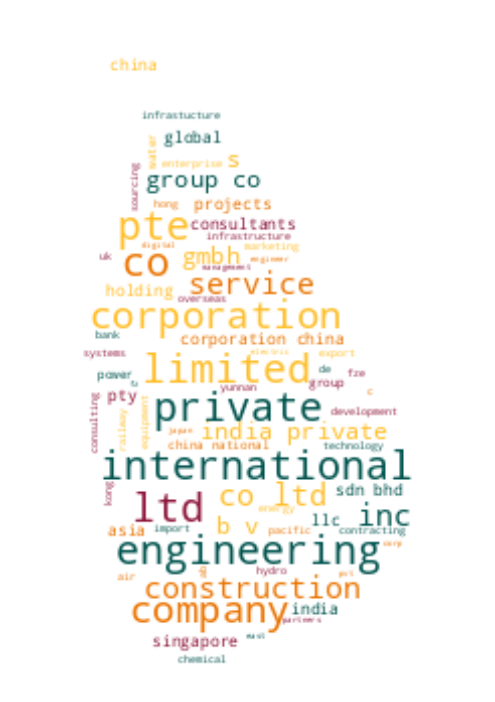 china
infrastucture
global
water
enterprise s
sourcing
group co
hong projects
pte consultants
infrastructure
digital marketing
uk co gmbh engineer
management
service
holding
overseas
corporation
bank
corporation china
systems electric export
limited
power de fze
yunnan group
pty c
private development
consulting
railway
equipment
japan india private
china national technology
international
kong
co ltd sdn bhd
ltd
energy
inc
b v llc
asia import pacific contracting
engineering corp
air hydro
construction
company india
partners
singapore east
chemical